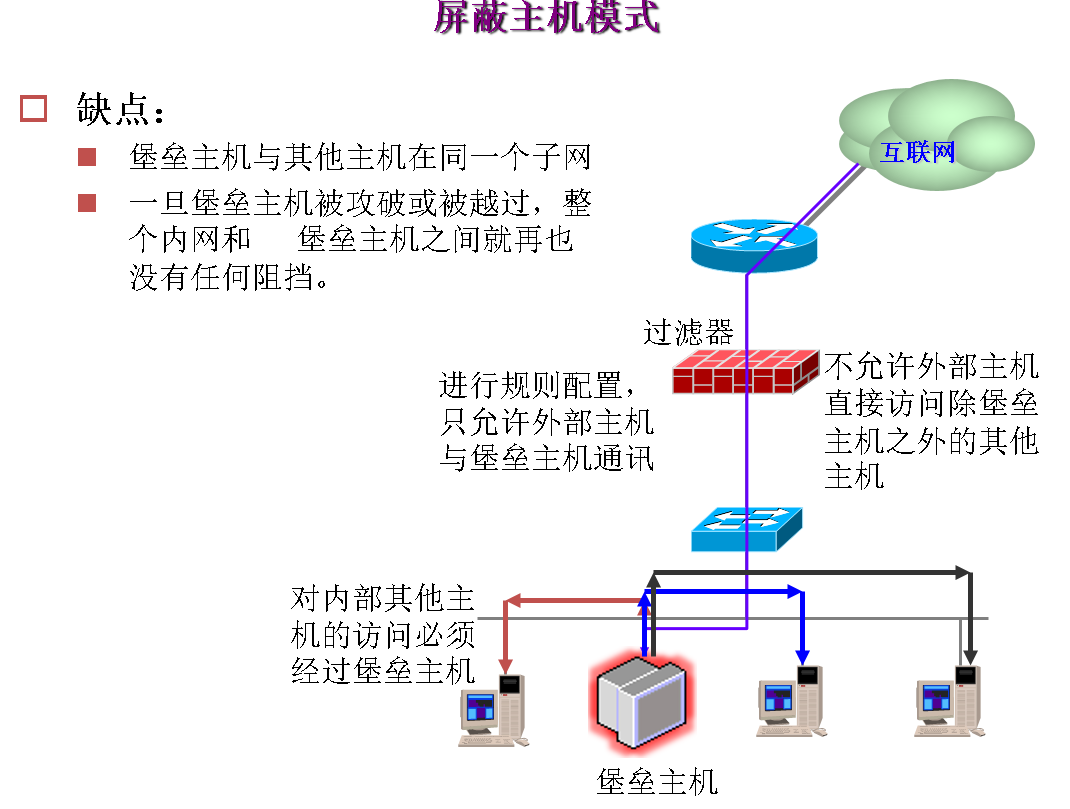 屏蔽主机模式
缺点：
堡垒主机与其他主机在同一个子网
一旦堡垒主机被攻破或被越过，整
个内网和 堡垒主机之间就再也
没有任何阻挡。
互联网
过滤器
进行规则配置，
只允许外部主机
与堡垒主机通讯
不允许外部主机
直接访问除堡垒
主机之外的其他
主机
对内部其他主
机的访问必须
经过堡垒主机
堡垒主机